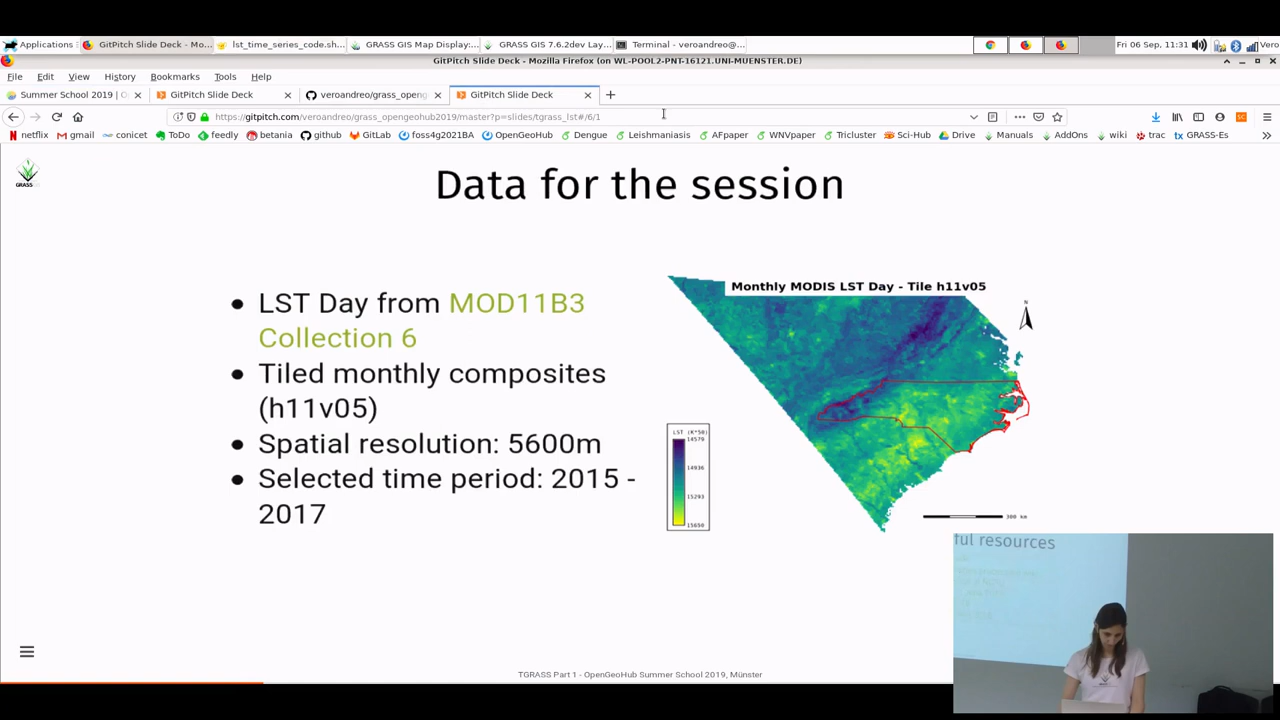 Applications
GitPitch Slide Deck - Mo...
lst_time_series_code.sh...
GRASS GIS Map Display:...
GRASS GIS 7.6.2dev Lay...
Terminal - veroandreo@...
Fri 06 Sep, 11:31
Vero
GitPitch Slide Deck - Mozilla Firefox (on WL-POOL2-PNT-16121.UNI-MUENSTER.DE)
File Edit View History Bookmarks Tools Help
Summer School 2019 | O
GitPitch Slide Deck
veroandreo/grass_openg
GitPitch Slide Deck
https://gitpitch.com/veroandreo/grass_opengeohub2019/master?p=slides/tgrass_lst#/6/1
netflix gmail conicet ToDo feedly betania github GitLab foss4g2021BA OpenGeoHub Dengue Leishmaniasis AFpaper WNVpaper Tricluster Sci-Hub Drive Manuals AddOns wiki trac GRASS-Es
GRASS
Data for the session
• LST Day from MOD11B3
Collection 6
• Tiled monthly composites
(h11v05)
• Spatial resolution: 5600m
• Selected time period: 2015 -
2017
Monthly MODIS LST Day - Tile h11v05
N
LST (K*50)
14579
14936
15293
15650
300 km
ful resources
TGRASS Part 1 - OpenGeoHub Summer School 2019, Münster